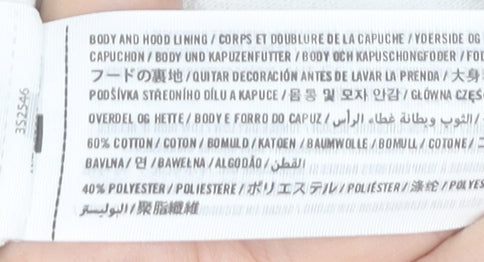 BODY AND HOOD LINING / CORPS ET DOUBLURE DE LA CAPUCHE / YDERSIDE OG
CAPUCHON / BODY UND KAPUZENFUTTER / BODY OCH KAPUSCHONGFODER /
フードの裏地 / QUITAR DECORACIÓN ANTES DE LAVAR LA PRENDA / 大身
PODŠÍVKA STŘEDNÍHO DÍLU A KAPUCE / 몸통 및 모자 안감 / GŁÓWNA CZĘŚ
OVERDEL OG HETTE / BODY E FORRO DO CAPUZ / الثوب وبطانة غطاء الرأس /
60% COTTON / COTON / BOMULD / KATOEN / BAUMWOLLE / BOMULL / COTONE /
BAVLNA / 면 / BAWEŁNA / ALGODÃO / القطن
40% POLYESTER / POLIESTERE / ポリエステル / POLIÉSTER / 涤纶 / POLYES
البوليستر / 聚脂纖維
352546